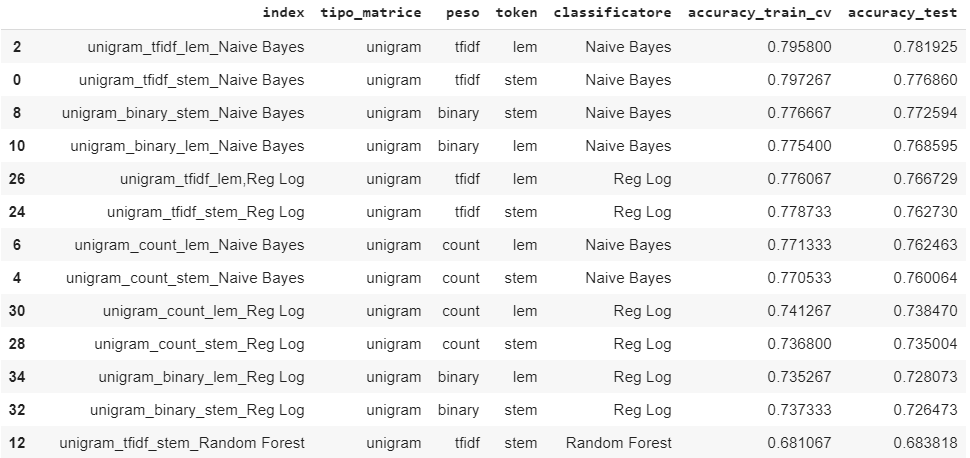 index tipo_matrice peso token classificatore accuracy_train_cv accuracy_test
2 unigram_tfidf_lem_Naive Bayes unigram tfidf lem Naive Bayes 0.795800 0.781925
0 unigram_tfidf_stem_Naive Bayes unigram tfidf stem Naive Bayes 0.797267 0.776860
8 unigram_binary_stem_Naive Bayes unigram binary stem Naive Bayes 0.776667 0.772594
10 unigram_binary_lem_Naive Bayes unigram binary lem Naive Bayes 0.775400 0.768595
26 unigram_tfidf_lem,Reg Log unigram tfidf lem Reg Log 0.776067 0.766729
24 unigram_tfidf_stem_Reg Log unigram tfidf stem Reg Log 0.778733 0.762730
6 unigram_count_lem_Naive Bayes unigram count lem Naive Bayes 0.771333 0.762463
4 unigram_count_stem_Naive Bayes unigram count stem Naive Bayes 0.770533 0.760064
30 unigram_count_lem_Reg Log unigram count lem Reg Log 0.741267 0.738470
28 unigram_count_stem_Reg Log unigram count stem Reg Log 0.736800 0.735004
34 unigram_binary_lem_Reg Log unigram binary lem Reg Log 0.735267 0.728073
32 unigram_binary_stem_Reg Log unigram binary stem Reg Log 0.737333 0.726473
12 unigram_tfidf_stem_Random Forest unigram tfidf stem Random Forest 0.681067 0.683818